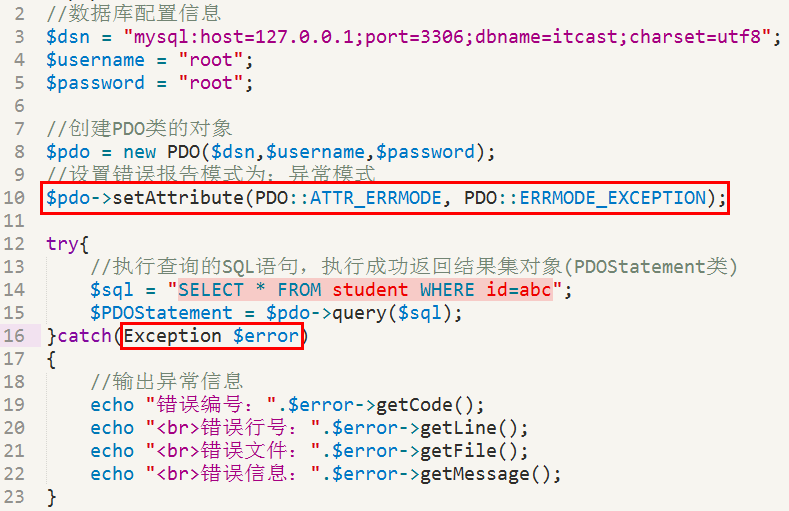 2 //数据库配置信息
3 $dsn = "mysql:host=127.0.0.1;port=3306;dbname=itcast;charset=utf8";
4 $username = "root";
5 $password = "root";
6
7 //创建PDO类的对象
8 $pdo = new PDO($dsn,$username,$password);
9 //设置错误报告模式为：异常模式
10 $pdo->setAttribute(PDO::ATTR_ERRMODE, PDO::ERRMODE_EXCEPTION);
11
12 try{
13 //执行查询的SQL语句，执行成功返回结果集对象(PDOStatement类)
14 $sql = "SELECT * FROM student WHERE id=abc";
15 $PDOStatement = $pdo->query($sql);
16 }catch(Exception $error)
17 {
18 //输出异常信息
19 echo "错误编号：".$error->getCode();
20 echo "<br>错误行号：".$error->getLine();
21 echo "<br>错误文件：".$error->getFile();
22 echo "<br>错误信息：".$error->getMessage();
23 }